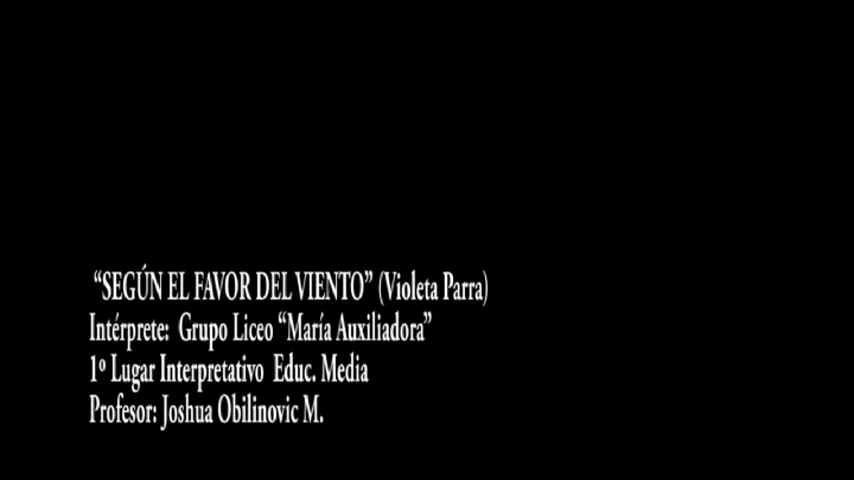 “SEGÚN EL FAVOR DEL VIENTO” (Violeta Parra)
Intérprete: Grupo Liceo “María Auxiliadora”
1º Lugar Interpretativo Educ. Media
Profesor: Joshua Obilinovic M.